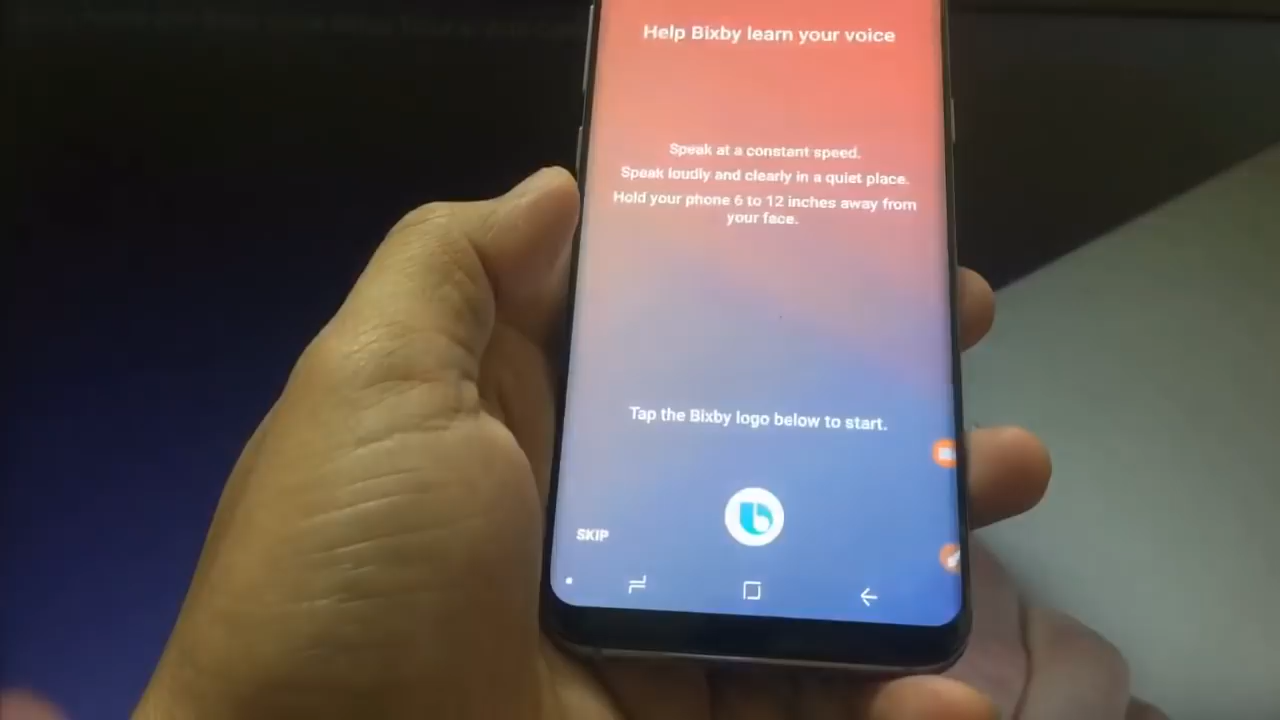 Help Bixby learn your voice
Speak at a constant speed.
Speak loudly and clearly in a quiet place.
Hold your phone 6 to 12 inches away from
your face.
Tap the Bixby logo below to start.
SKIP